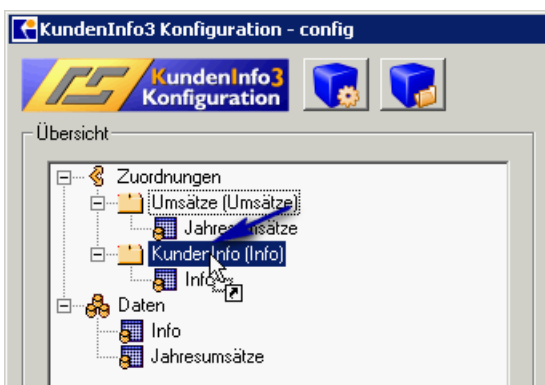 KundenInfo3 Konfiguration - config
KundenInfo3
Konfiguration
Übersicht
Zuordnungen
Umsätze (Umsätze)
Jahresumsätze
KundenInfo (Info)
Info
Daten
Info
Jahresumsätze